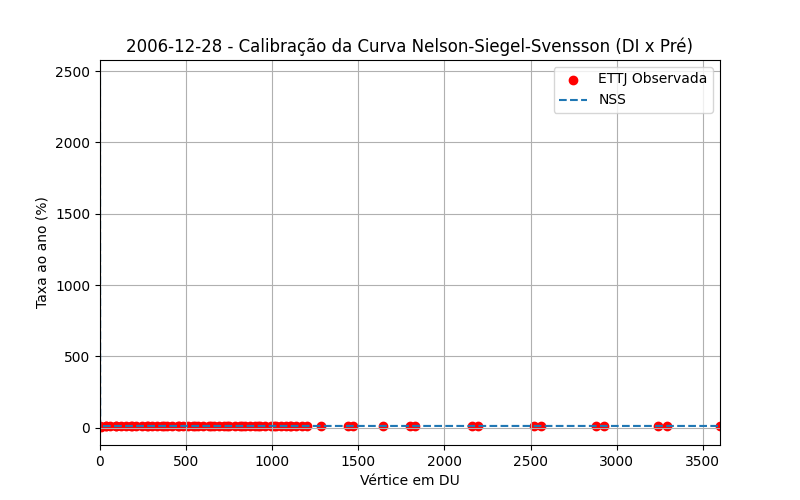 2006-12-28 - Calibração da Curva Nelson-Siegel-Svensson (DI x Pré)
ETTJ Observada
NSS
Taxa ao ano (%)
2500
2000
1500
1000
500
0
0 500 1000 1500 2000 2500 3000 3500
Vértice em DU